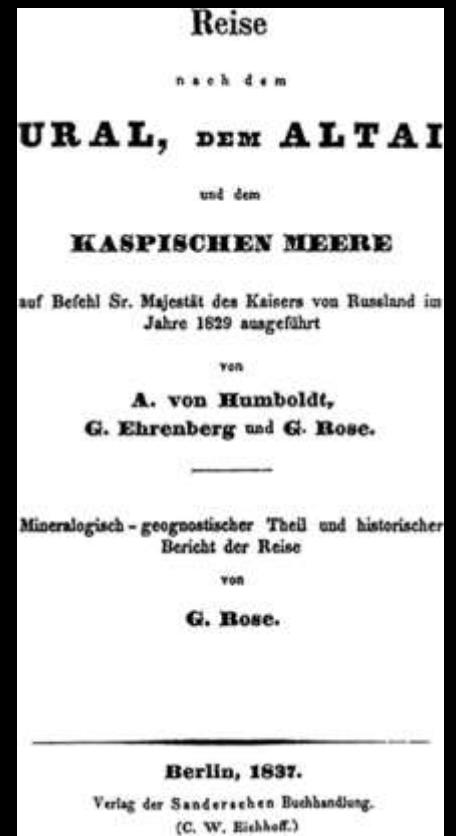 Reise
nach dem
URAL, DEM ALTAI
und dem
KASPISCHEN MEERE
auf Befehl Sr. Majestät des Kaisers von Russland im
Jahre 1829 ausgeführt
von
A. von Humboldt,
G. Ehrenberg und G. Rose.
Mineralogisch-geognostischer Theil und historischer
Bericht der Reise
von
G. Rose.
Berlin, 1837.
Verlag der Sanderschen Buchhandlung.
(C. W. Eichhoff.)